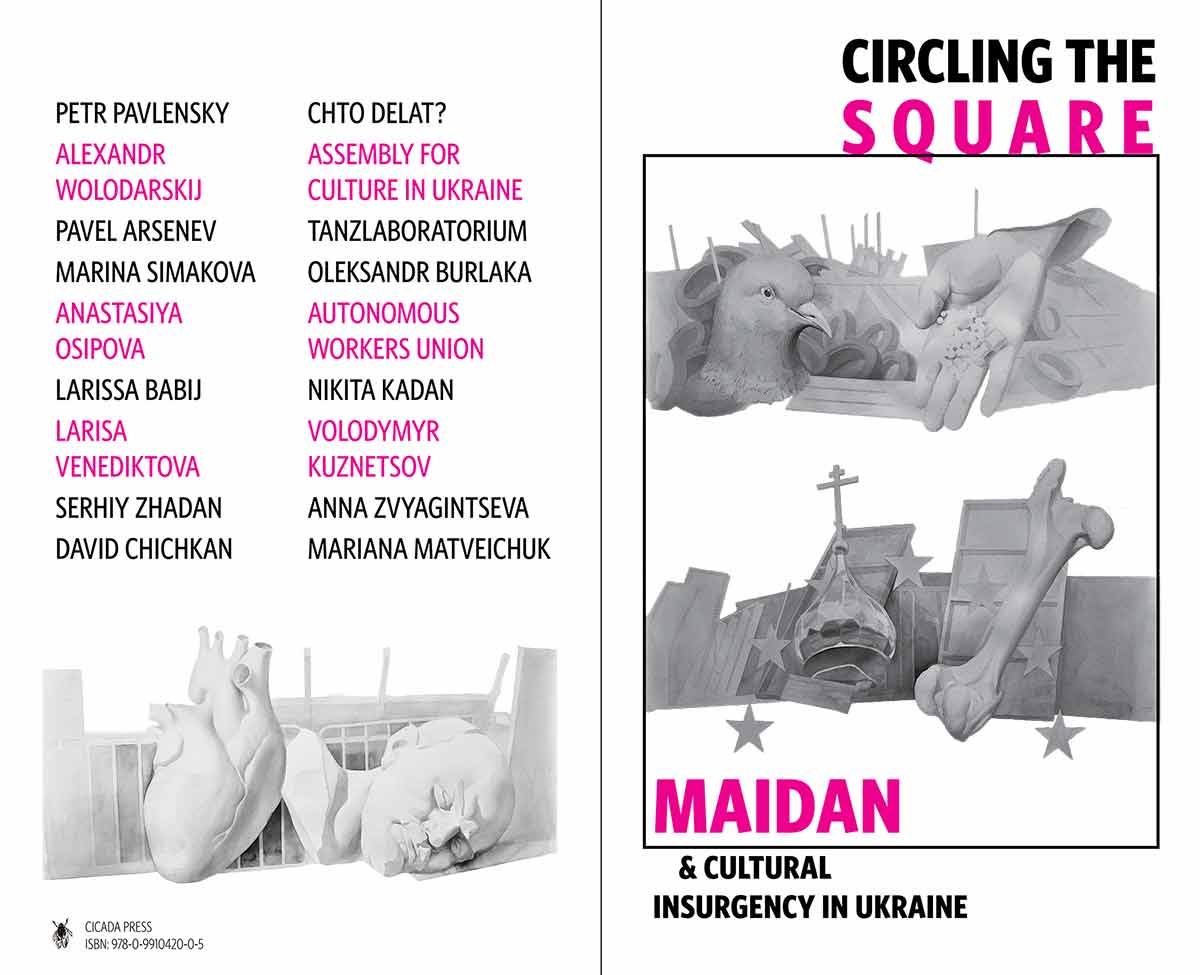 PETR PAVLENSKY
ALEXANDR
WOLODARSKIJ
PAVEL ARSENEV
MARINA SIMAKOVA
ANASTASIYA
OSIPOVA
LARISSA BABIJ
LARISA
VENEDIKTOVA
SERHIY ZHADAN
DAVID CHICHKAN
CHTO DELAT?
ASSEMBLY FOR
CULTURE IN UKRAINE
TANZLABORATORIUM
OLEKSANDR BURLAKA
AUTONOMOUS
WORKERS UNION
NIKITA KADAN
VOLODYMYR
KUZNETSOV
ANNA ZVYAGINTSEVA
MARIANA MATVEICHUK
CICADA PRESS
ISBN: 978-0-9910420-0-5
CIRCLING THE
SQUARE
MAIDAN
& CULTURAL
INSURGENCY IN UKRAINE